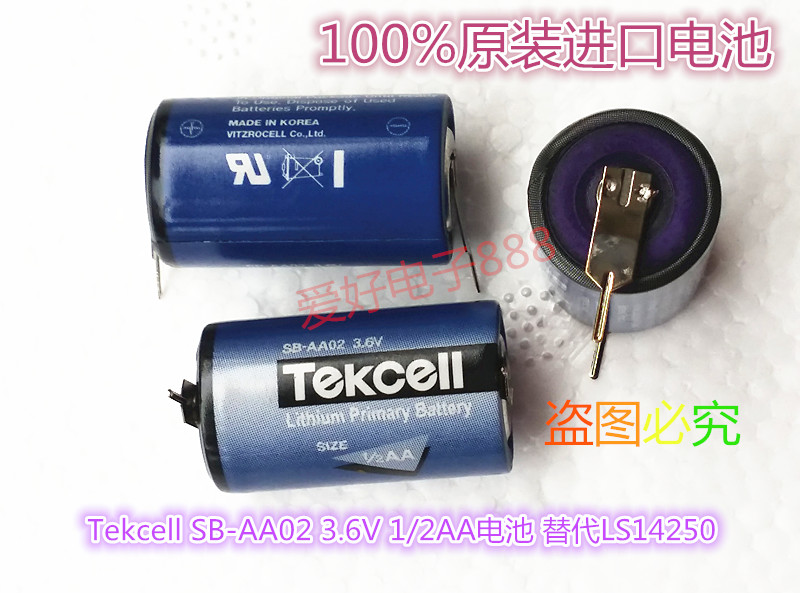 100%原装进口电池
To Use. Dispose of Used
Batteries Promptly.
MADE IN KOREA
VITZROCELL Co.,Ltd.
爱好电子888
SB-AA02 3.6V
Tekcell
Lithium Primary Battery
SIZE
1/2AA
盗图必究
Tekcell SB-AA02 3.6V 1/2AA电池 替代LS14250